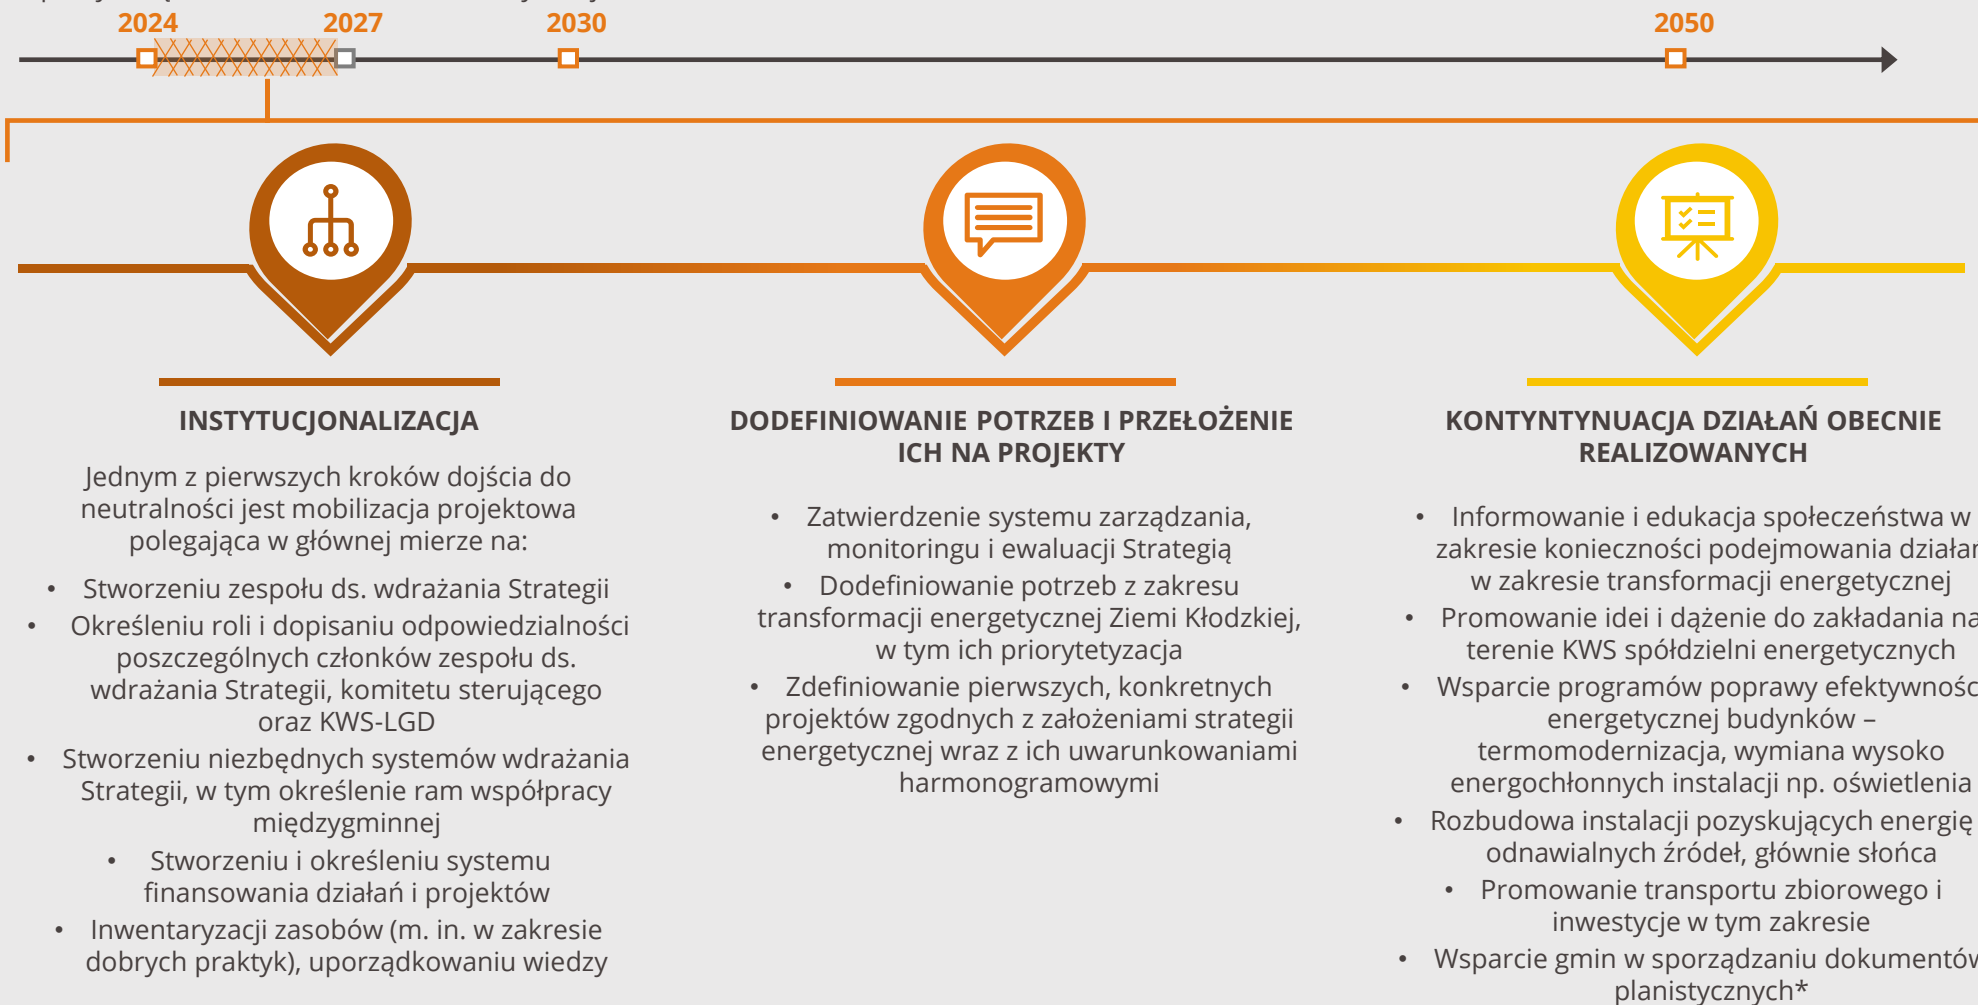 2024 2027 2030 2050
INSTYTUCJONALIZACJA
Jednym z pierwszych kroków dojścia do
neutralności jest mobilizacja projektowa
polegająca w głównej mierze na:
• Stworzeniu zespołu ds. wdrażania Strategii
• Określeniu roli i dopisaniu odpowiedzialności
poszczególnych członków zespołu ds.
wdrażania Strategii, komitetu sterującego
oraz KWS-LGD
• Stworzeniu niezbędnych systemów wdrażania
Strategii, w tym określenie ram współpracy
międzygminnej
• Stworzeniu i określeniu systemu
finansowania działań i projektów
• Inwentaryzacji zasobów (m. in. w zakresie
dobrych praktyk), uporządkowaniu wiedzy
DODEFINIOWANIE POTRZEB I PRZEŁOŻENIE
ICH NA PROJEKTY
• Zatwierdzenie systemu zarządzania,
monitoringu i ewaluacji Strategią
• Dodefiniowanie potrzeb z zakresu
transformacji energetycznej Ziemi Kłodzkiej,
w tym ich priorytetyzacja
• Zdefiniowanie pierwszych, konkretnych
projektów zgodnych z założeniami strategii
energetycznej wraz z ich uwarunkowaniami
harmonogramowymi
KONTYNTYNUACJA DZIAŁAŃ OBECNIE
REALIZOWANYCH
• Informowanie i edukacja społeczeństwa w
zakresie konieczności podejmowania działań
w zakresie transformacji energetycznej
• Promowanie idei i dążenie do zakładania na
terenie KWS spółdzielni energetycznych
• Wsparcie programów poprawy efektywności
energetycznej budynków –
termomodernizacja, wymiana wysoko
energochłonnych instalacji np. oświetlenia
• Rozbudowa instalacji pozyskujących energię
odnawialnych źródeł, głównie słońca
• Promowanie transportu zbiorowego i
inwestycje w tym zakresie
• Wsparcie gmin w sporządzaniu dokumentów
planistycznych*